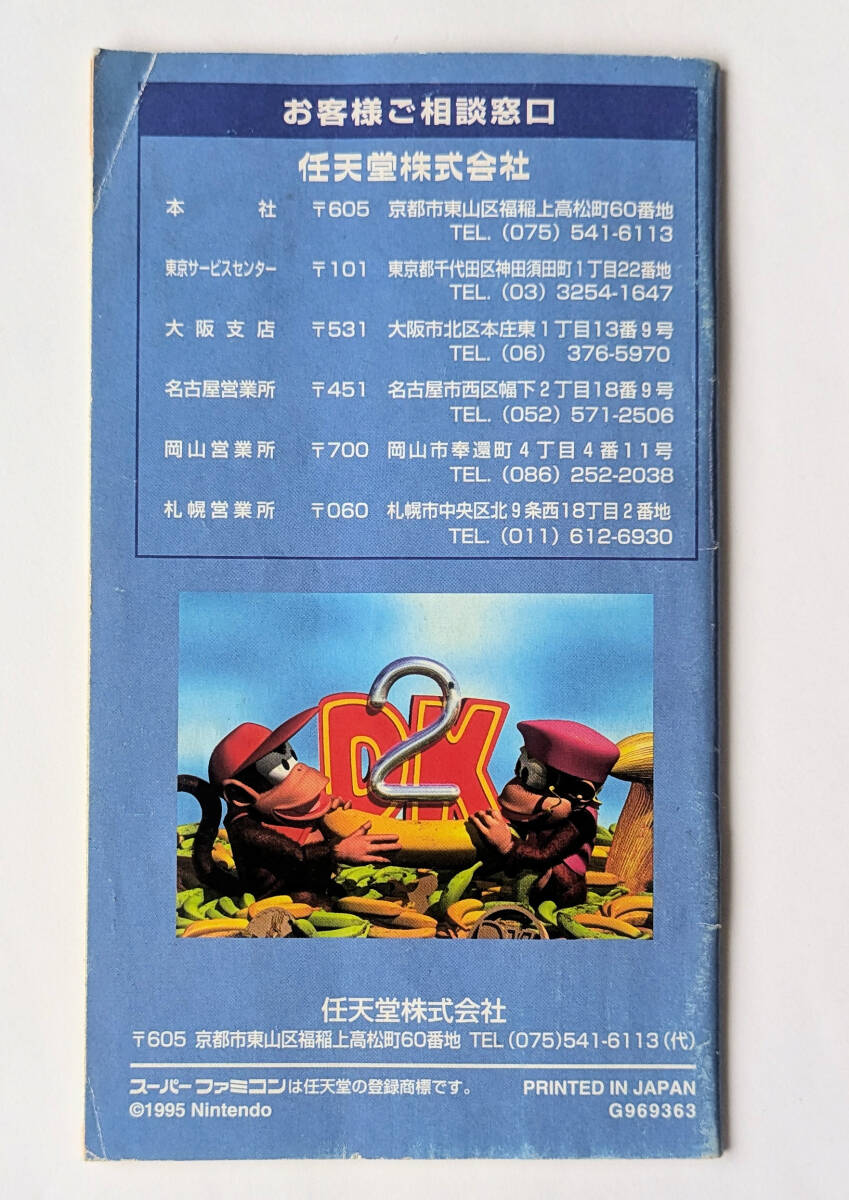 お客様ご相談窓口
任天堂株式会社
本社 〒605 京都市東山区福稲上高松町60番地
TEL. (075) 541-6113
東京サービスセンター 〒101 東京都千代田区神田須田町1丁目22番地
TEL. (03) 3254-1647
大阪支店 〒531 大阪市北区本庄東1丁目13番9号
TEL. (06) 376-5970
名古屋営業所 〒451 名古屋市西区幅下2丁目18番9号
TEL. (052) 571-2506
岡山営業所 〒700 岡山市奉還町4丁目4番11号
TEL. (086) 252-2038
札幌営業所 〒060 札幌市中央区北9条西18丁目2番地
TEL. (011) 612-6930
DK
2
任天堂株式会社
〒605 京都市東山区福稲上高松町60番地 TEL (075)541-6113 (代)
スーパーファミコンは任天堂の登録商標です。 PRINTED IN JAPAN
©1995 Nintendo G969363